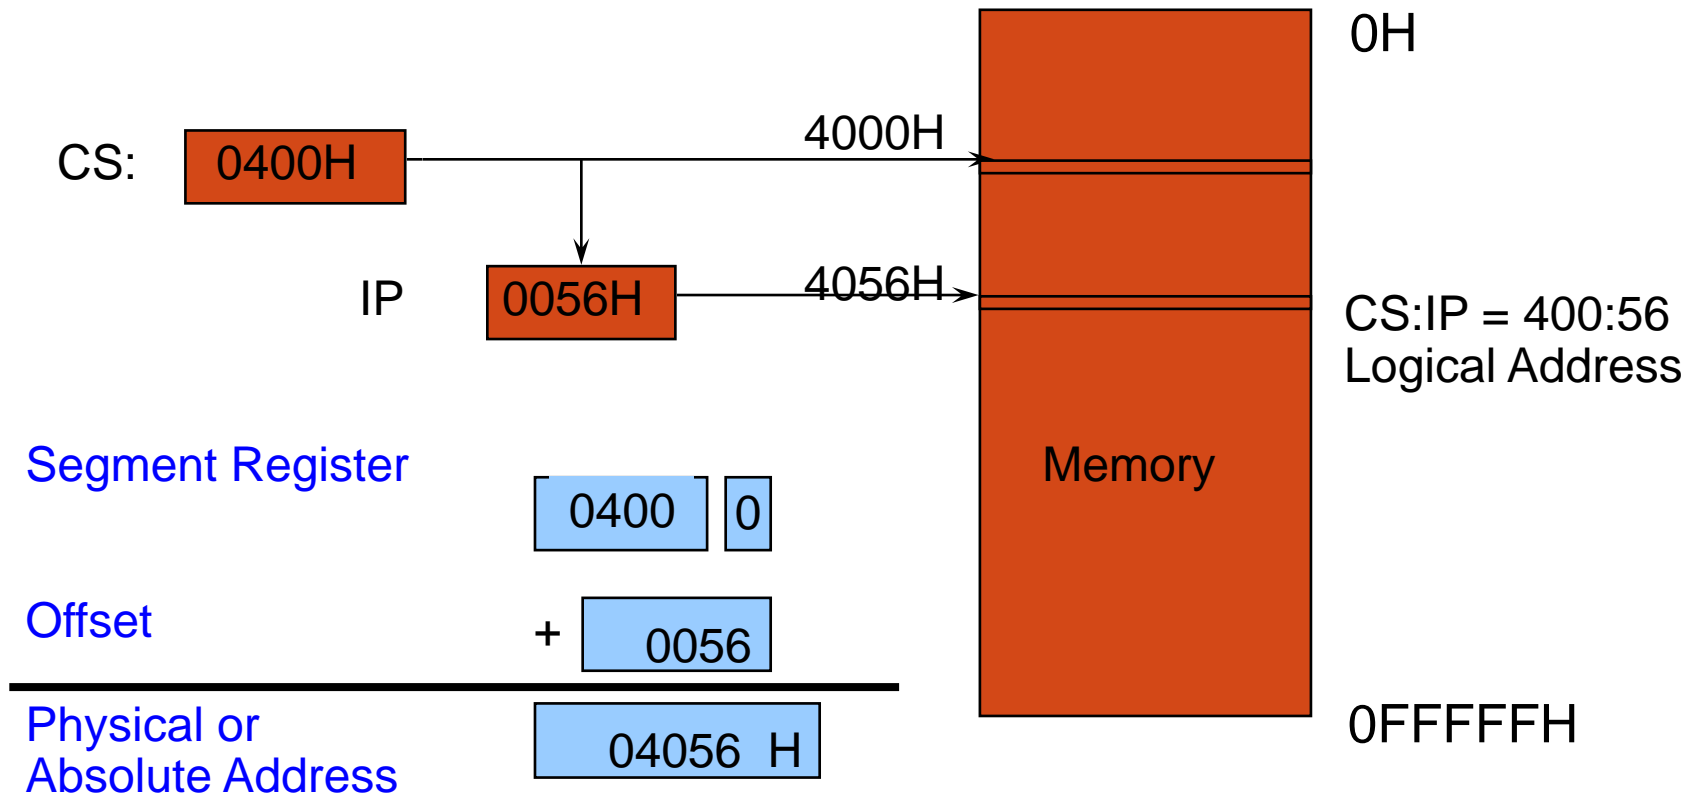 0H
4000H
CS:
0400H
4056H
IP
0056H
CS:IP = 400:56
Logical Address
Segment Register
Memory
0400 0
Offset
+ 0056
Physical or
Absolute Address
04056 H
0FFFFFH